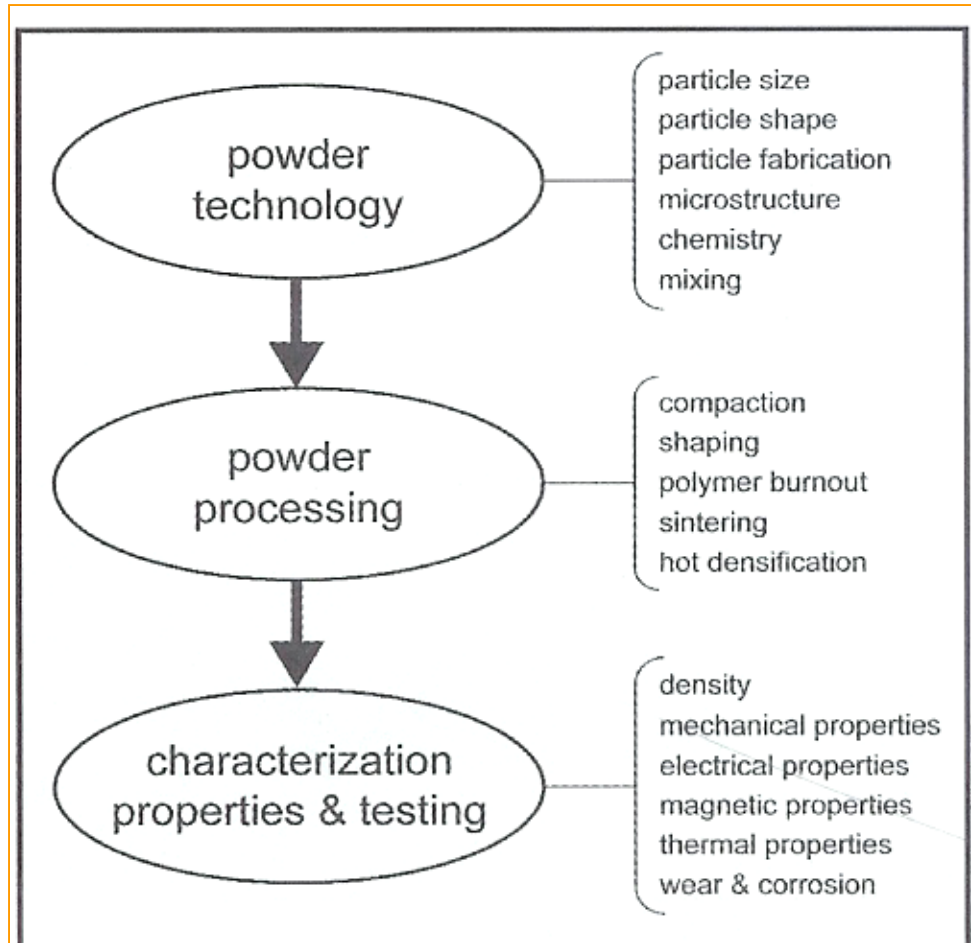 powder
technology
particle size
particle shape
particle fabrication
microstructure
chemistry
mixing
powder
processing
compaction
shaping
polymer burnout
sintering
hot densification
characterization
properties & testing
density
mechanical properties
electrical properties
magnetic properties
thermal properties
wear & corrosion